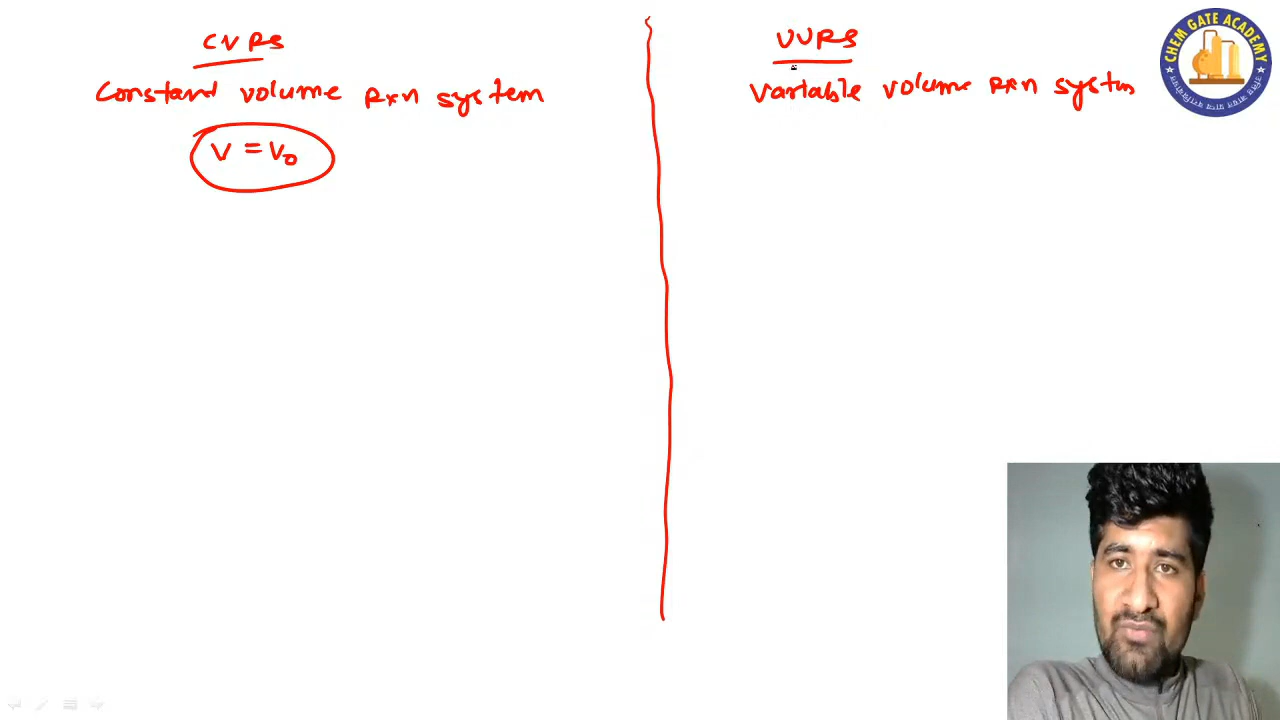 CVRS
Constant volume Rxn system
V = V0
VVRS
Variable volume Rxn system
CHEM GATE ACADEMY